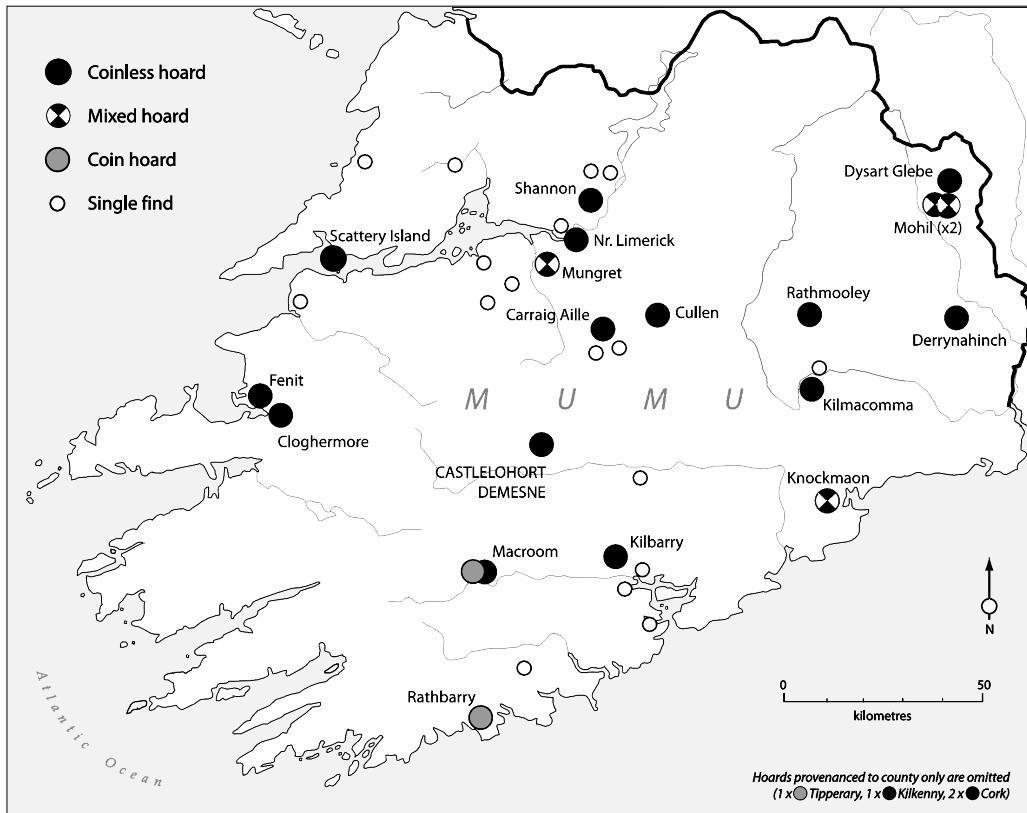 Coinless hoard
Mixed hoard
Coin hoard
Single find
Dysart Glebe
Shannon
Mohil (x2)
Scattery Island
Nr. Limerick
Mungret
Rathmooley
Carraig Aille
Cullen
Derrynahinch
Fenit
M U M U
Kilmacomma
Cloghermore
CASTLELOHORT
DEMESNE
Knockmaon
Macroom
Kilbarry
N
Rathbarry
Atlantic Ocean
0 50
kilometres
Hoards provenanced to county only are omitted
(1 x Tipperary, 1 x Kilkenny, 2 x Cork)